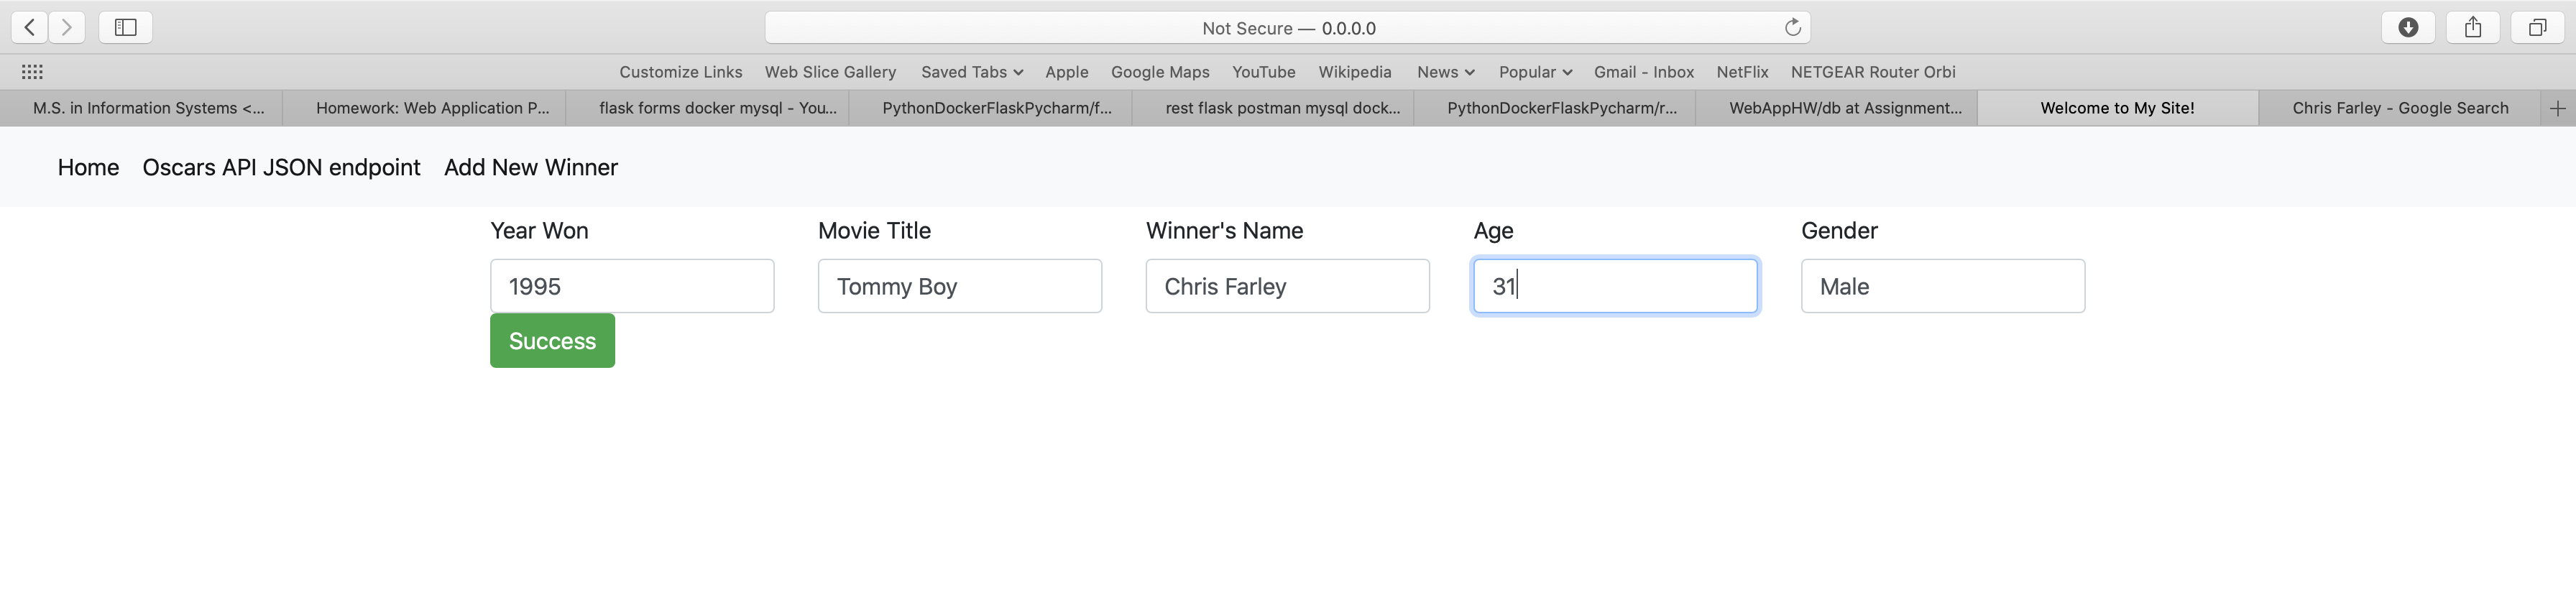 Not Secure — 0.0.0.0
Customize Links Web Slice Gallery Saved Tabs Apple Google Maps YouTube Wikipedia News Popular Gmail - Inbox NetFlix NETGEAR Router Orbi
M.S. in Information Systems <... Homework: Web Application P... flask forms docker mysql - You... PythonDockerFlaskPycharm/f... rest flask postman mysql dock... PythonDockerFlaskPycharm/r... WebAppHW/db at Assignment... Welcome to My Site! Chris Farley - Google Search
Home Oscars API JSON endpoint Add New Winner
Year Won Movie Title Winner's Name Age Gender
1995 Tommy Boy Chris Farley 31 Male
Success